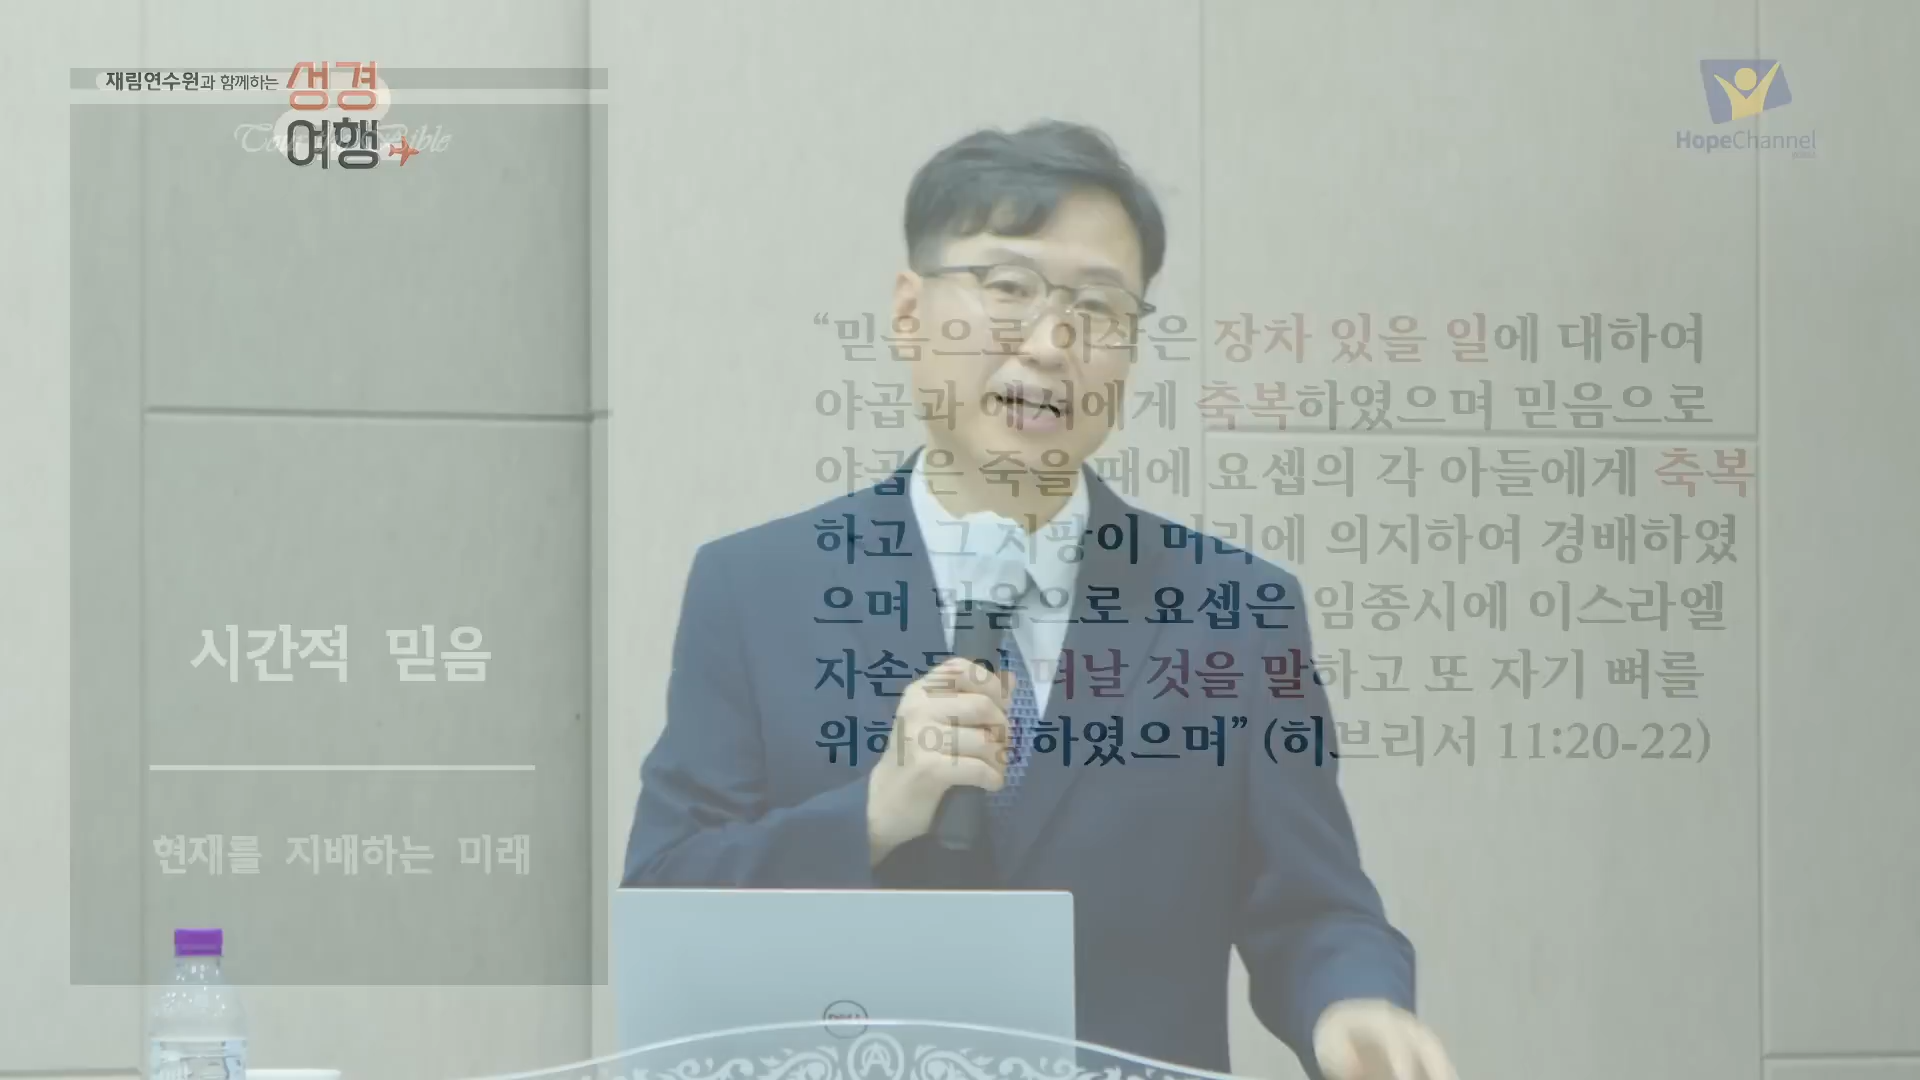 재림연수원과 함께하는
성경
여행
Tour the Bible
HopeChannel
“믿음으로 이삭은 장차 있을 일에 대하여
야곱과 에서에게 축복하였으며 믿음으로
야곱은 죽을 때에 요셉의 각 아들에게 축복
하고 그 지팡이 머리에 의지하여 경배하였
으며 믿음으로 요셉은 임종시에 이스라엘
자손들이 떠날 것을 말하고 또 자기 뼈를
위하여 명하였으며” (히브리서 11:20-22)
시간적 믿음
현재를 지배하는 미래
DELL